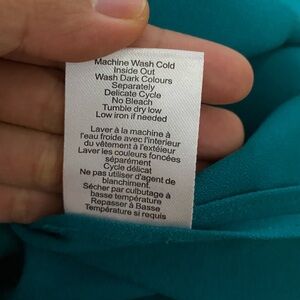 Machine Wash Cold
Inside Out
Wash Dark Colours
Separately
Delicate Cycle
No Bleach
Tumble dry low
Low iron if needed
Laver à la machine à
l'eau froide avec l'interieur
du vêtement à l'extéieur
Laver les couleurs foncées
séparément
Cycle délicat
Ne pas utiliser d'agent de
blanchiment.
Sécher par culbutage à
basse température
Repasser à Basse
Température si requis